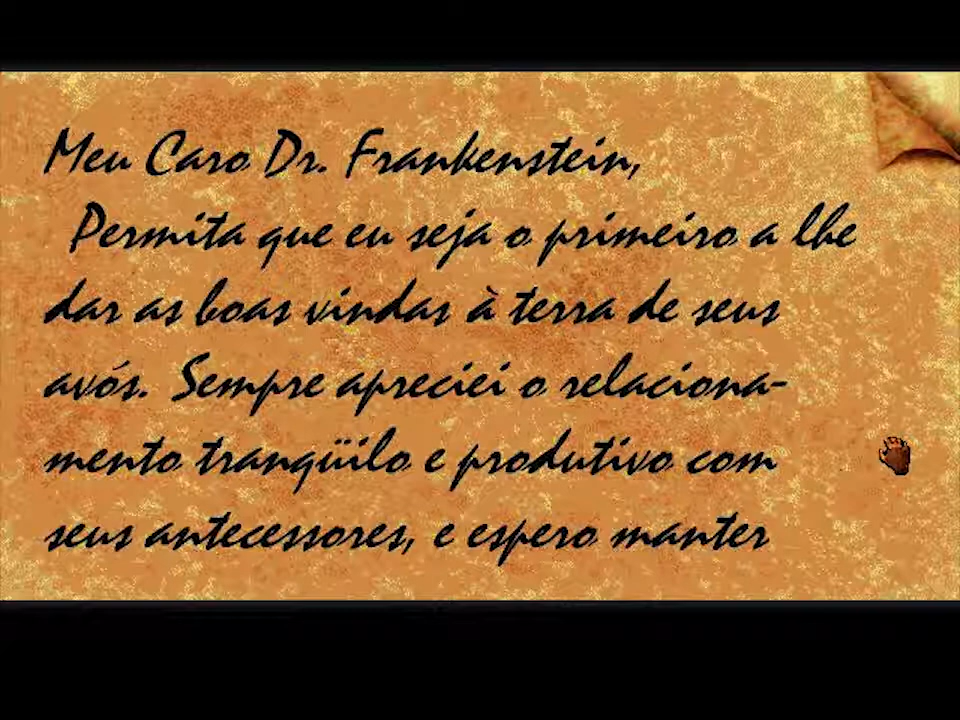 Meu Caro Dr. Frankenstein,
Permita que eu seja o primeiro a lhe
dar as boas vindas à terra de seus
avós. Sempre apreciei o relaciona-
mento tranqüilo e produtivo com
seus antecessores, e espero manter